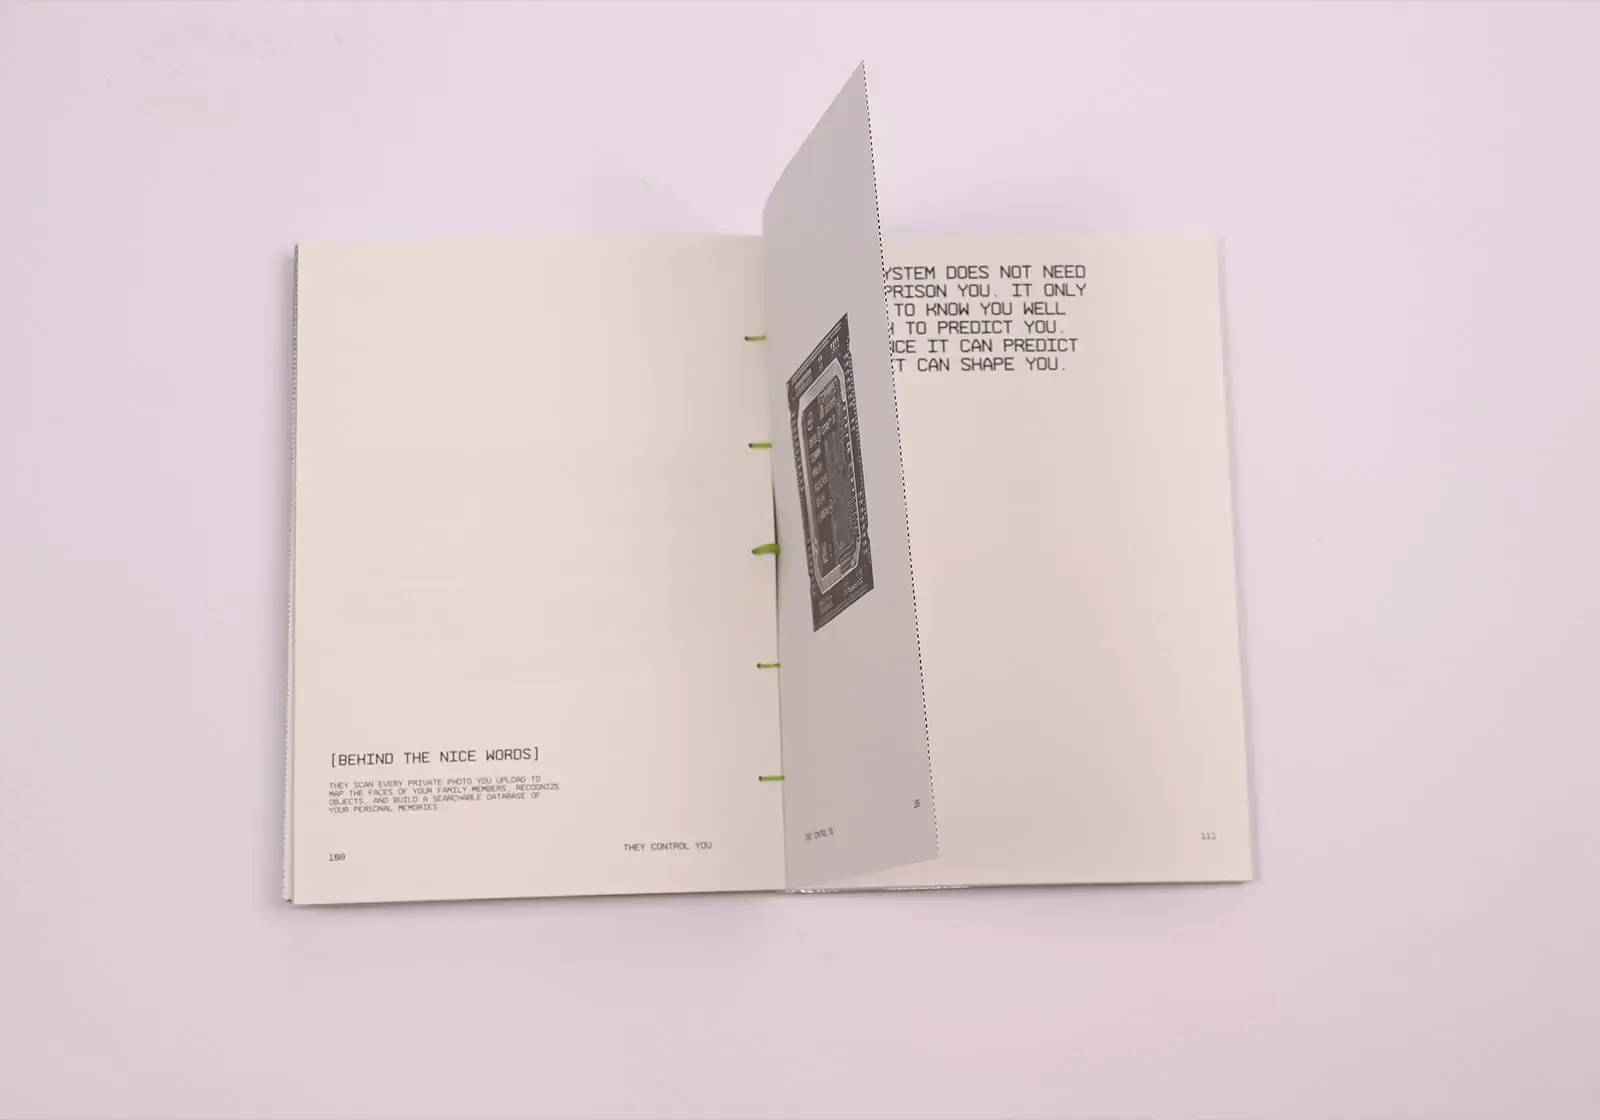 [BEHIND THE NICE WORDS]
THEY SCAN EVERY PRIVATE PHOTO YOU UPLOAD TO
MAP THE FACES OF YOUR FAMILY MEMBERS, RECOGNIZE
OBJECTS, AND BUILD A SEARCHABLE DATABASE OF
YOUR PERSONAL MEMORIES
108
THEY CONTROL YOU
YSTEM DOES NOT NEED
PRISON YOU. IT ONLY
TO KNOW YOU WELL
H TO PREDICT YOU.
NCE IT CAN PREDICT
T CAN SHAPE YOU.
111